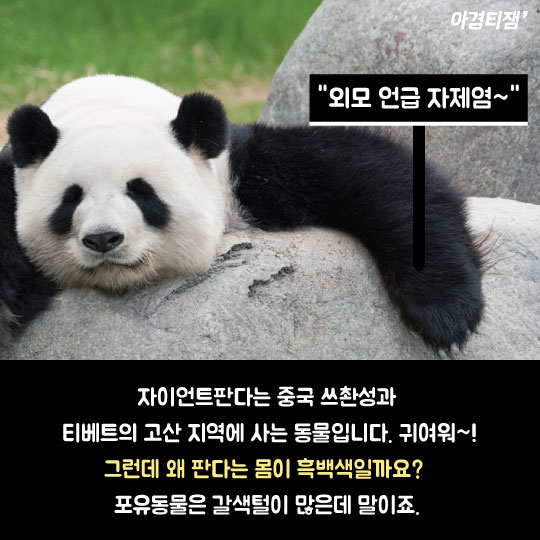 아경티잼'
"외모 언급 자제염~"
자이언트판다는 중국 쓰촨성과
티베트의 고산 지역에 사는 동물입니다. 귀여워~!
그런데 왜 판다는 몸이 흑백색일까요?
포유동물은 갈색털이 많은데 말이죠.